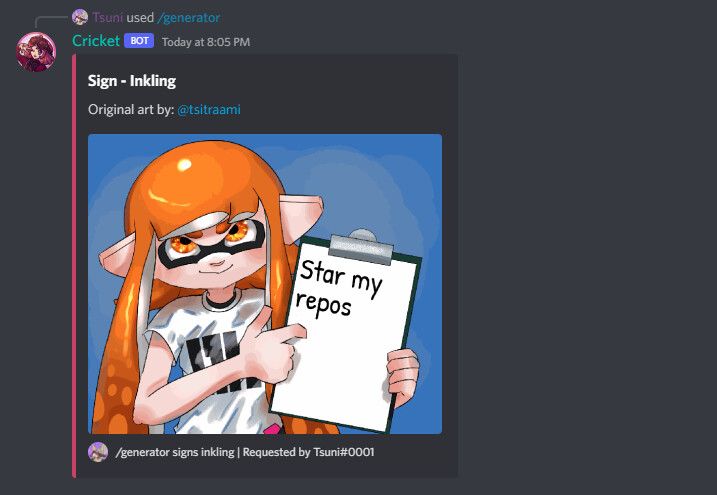 Tsuni used /generator
Cricket BOT Today at 8:05 PM
Sign - Inkling
Original art by: @tsitraami
Star my
repos
/generator signs inkling | Requested by Tsuni#0001